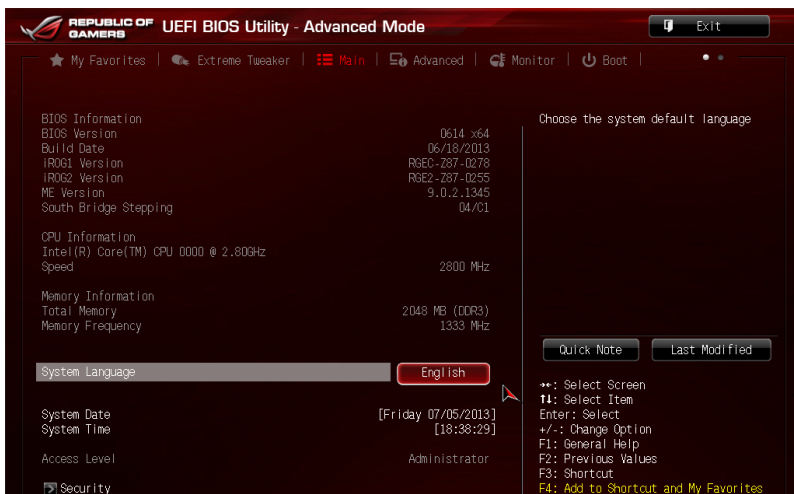 REPUBLIC OF GAMERS UEFI BIOS Utility - Advanced Mode Exit
My Favorites | Extreme Tweaker | Main | Advanced | Monitor | Boot |
BIOS Information
BIOS Version 0614 x64
Build Date 06/18/2013
iROG1 Version RGEC-Z87-0278
iROG2 Version RGE2-Z87-0255
ME Version 9.0.2.1345
South Bridge Stepping 04/C1
CPU Information
Intel(R) Core(TM) CPU 0000 @ 2.80GHz
Speed 2800 MHz
Memory Information
Total Memory 2048 MB (DDR3)
Memory Frequency 1333 MHz
System Language English
System Date [Friday 07/05/2013]
System Time [18:38:29]
Access Level Administrator
Security
Choose the system default language
Quick Note Last Modified
→←: Select Screen
↑↓: Select Item
Enter: Select
+/-: Change Option
F1: General Help
F2: Previous Values
F3: Shortcut
F4: Add to Shortcut and My Favorites